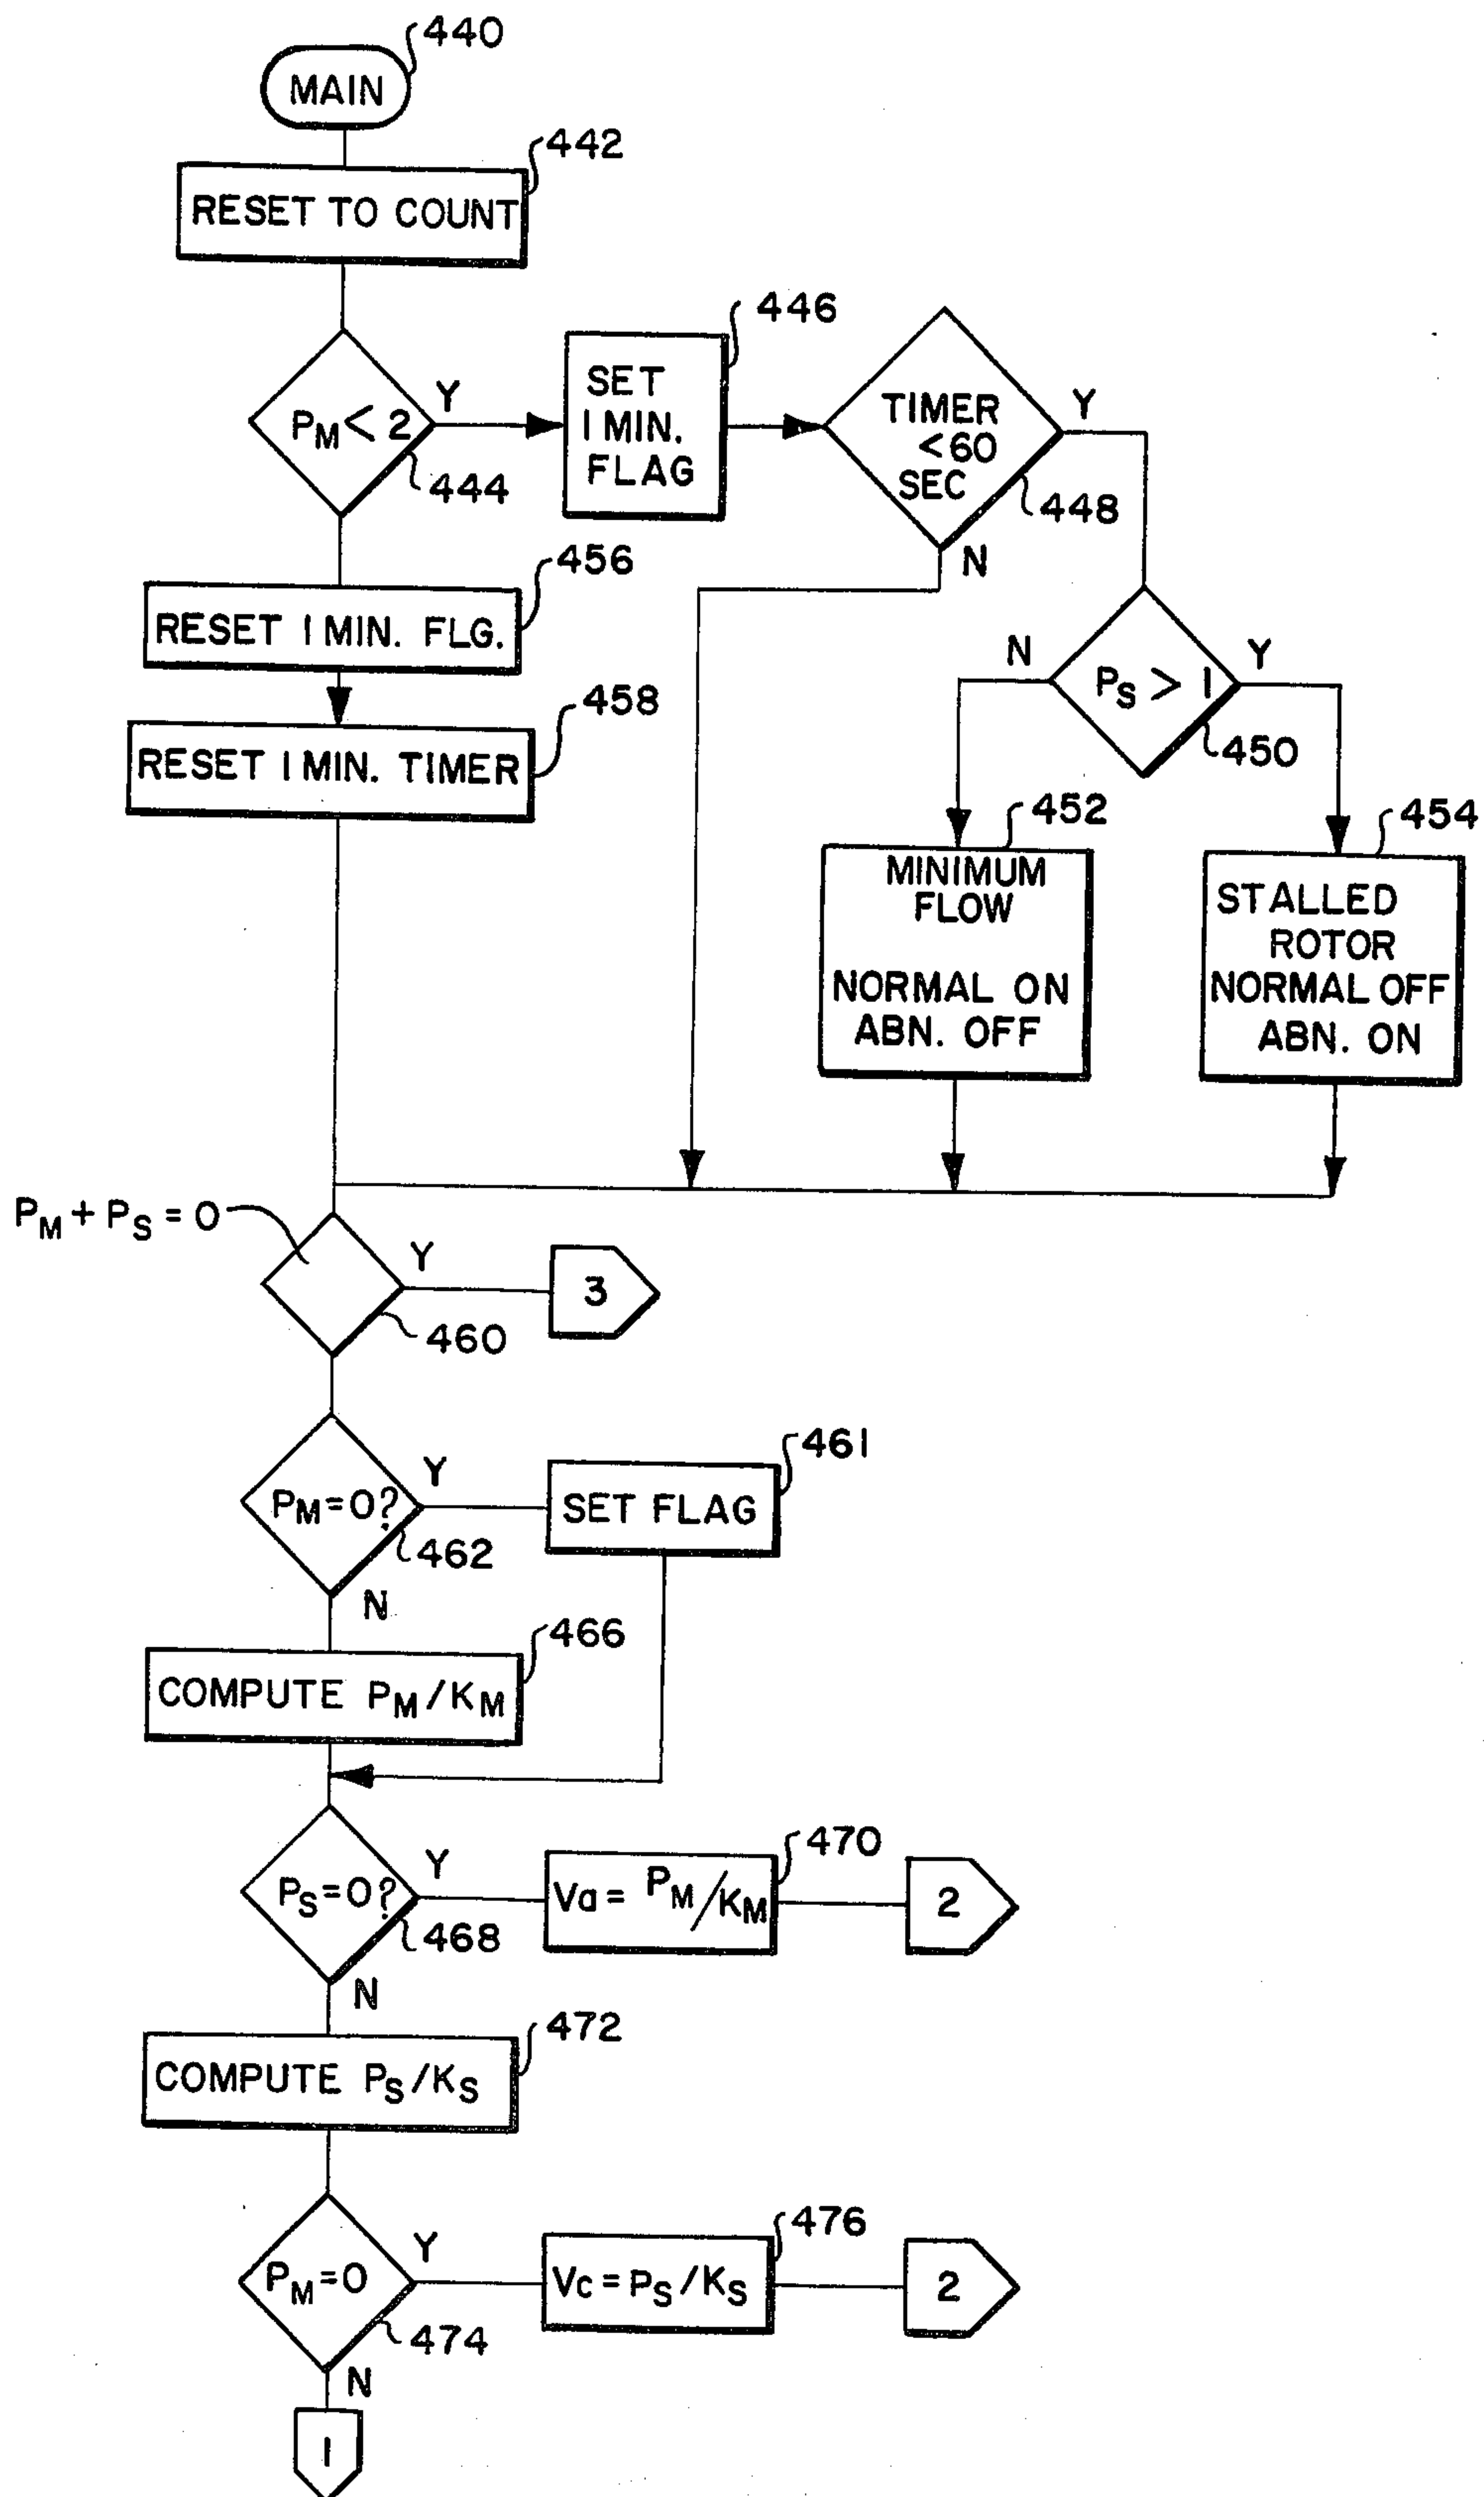 440
MAIN
442
RESET TO COUNT
446
SET
1 MIN.
FLAG
TIMER
<60
SEC
Y
448
N
PM < 2
Y
444
456
RESET 1 MIN. FLG.
458
RESET 1 MIN. TIMER
N
PS > 1
Y
450
452
MINIMUM
FLOW
NORMAL ON
ABN. OFF
454
STALLED
ROTOR
NORMAL OFF
ABN. ON
PM + PS = 0
Y
3
460
PM=0?
Y
462
N
461
SET FLAG
466
COMPUTE PM/KM
PS=0?
Y
468
N
470
Va = PM/KM
2
472
COMPUTE PS/KS
PM=0
Y
474
N
476
Vc = PS/KS
2
1